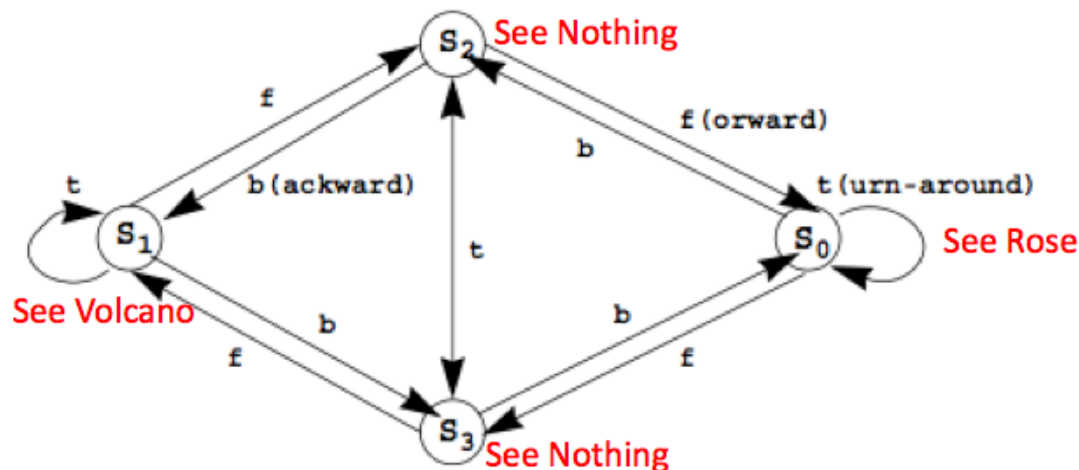 S2
See Nothing
f
f(orward)
b
t
b(ackward)
t(urn-around)
S1
S0
See Rose
t
See Volcano
b
b
f
f
S3
See Nothing